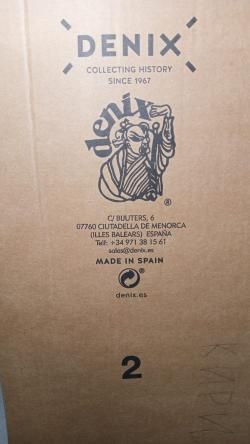 DENIX
COLLECTING HISTORY
SINCE 1967
denix
®
C/ BIJUTERS, 6
07760 CIUTADELLA DE MENORCA
(ILLES BALEARS) ESPAÑA
Telf: +34 971 38 15 61
sales@denix.es
MADE IN SPAIN
®
denix.es
2